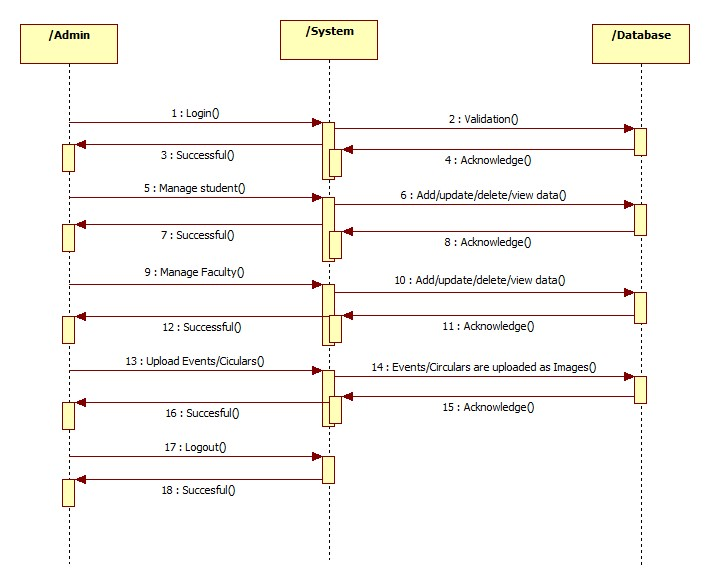 /Admin
/System
/Database
1 : Login()
2 : Validation()
3 : Successful()
4 : Acknowledge()
5 : Manage student()
6 : Add/update/delete/view data()
7 : Successful()
8 : Acknowledge()
9 : Manage Faculty()
10 : Add/update/delete/view data()
12 : Successful()
11 : Acknowledge()
13 : Upload Events/Ciculars()
14 : Events/Circulars are uploaded as Images()
16 : Succesful()
15 : Acknowledge()
17 : Logout()
18 : Succesful()